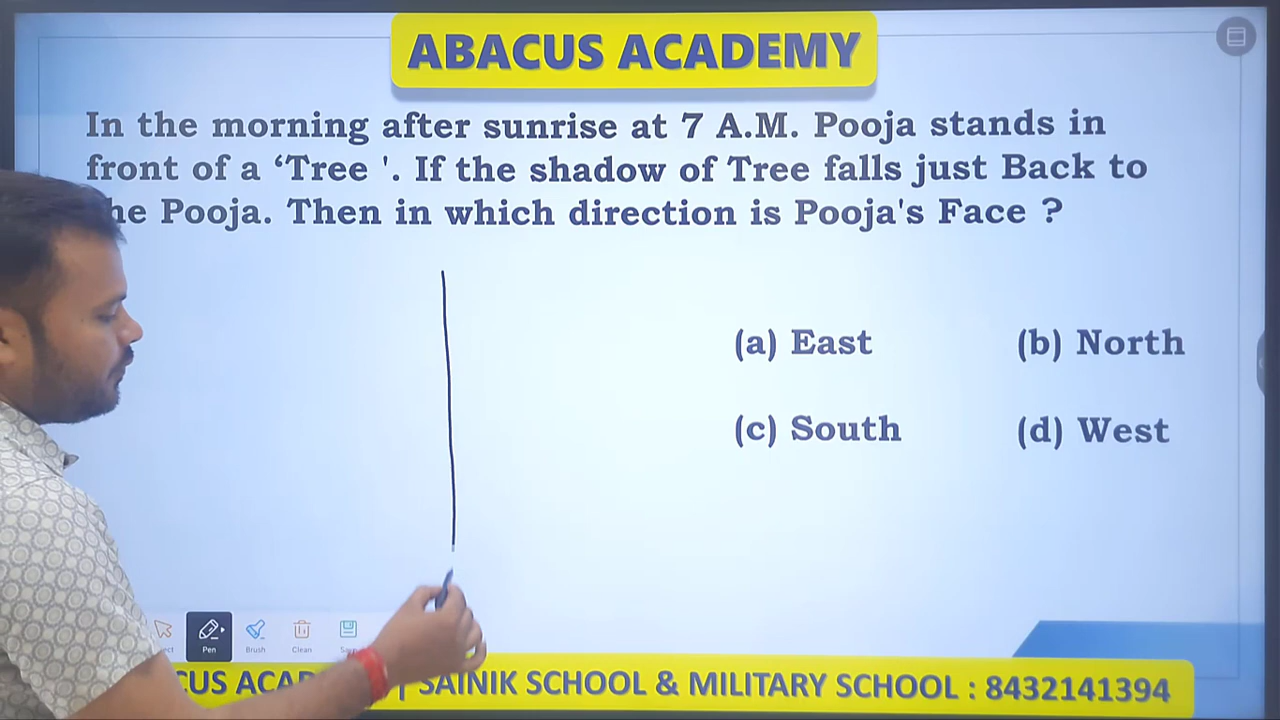 ABACUS ACADEMY
In the morning after sunrise at 7 A.M. Pooja stands in
front of a ‘Tree '. If the shadow of Tree falls just Back to
he Pooja. Then in which direction is Pooja's Face ?
(a) East (b) North
(c) South (d) West
Pen Brush Clean
CUS ACAD | SAINIK SCHOOL & MILITARY SCHOOL : 8432141394